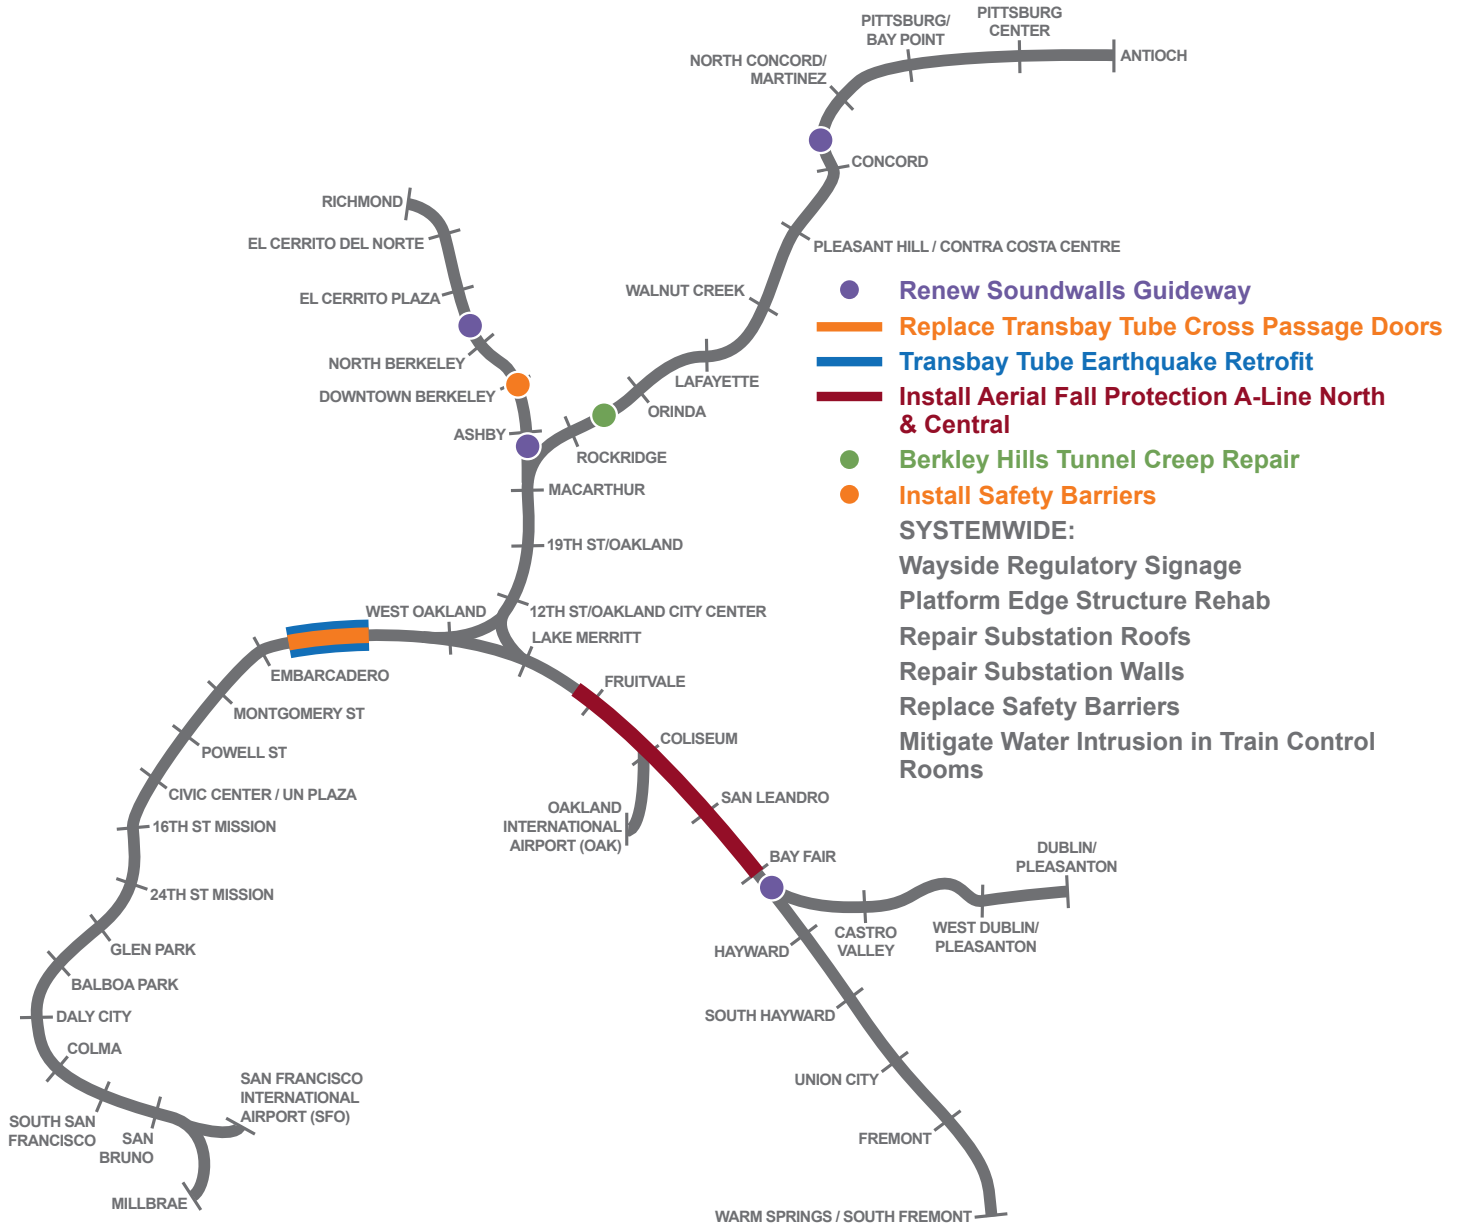 PITTSBURG/
BAY POINT
PITTSBURG
CENTER
ANTIOCH
NORTH CONCORD/
MARTINEZ
CONCORD
RICHMOND
EL CERRITO DEL NORTE
PLEASANT HILL / CONTRA COSTA CENTRE
EL CERRITO PLAZA
WALNUT CREEK
NORTH BERKELEY
DOWNTOWN BERKELEY
LAFAYETTE
ORINDA
ASHBY
ROCKRIDGE
MACARTHUR
19TH ST/OAKLAND
Renew Soundwalls Guideway
Replace Transbay Tube Cross Passage Doors
Transbay Tube Earthquake Retrofit
Install Aerial Fall Protection A-Line North
& Central
Berkley Hills Tunnel Creep Repair
Install Safety Barriers
SYSTEMWIDE:
Wayside Regulatory Signage
Platform Edge Structure Rehab
Repair Substation Roofs
Repair Substation Walls
Replace Safety Barriers
Mitigate Water Intrusion in Train Control
Rooms
WEST OAKLAND
12TH ST/OAKLAND CITY CENTER
LAKE MERRITT
EMBARCADERO
FRUITVALE
MONTGOMERY ST
POWELL ST
COLISEUM
CIVIC CENTER / UN PLAZA
SAN LEANDRO
OAKLAND
INTERNATIONAL
AIRPORT (OAK)
16TH ST MISSION
BAY FAIR
DUBLIN/
PLEASANTON
24TH ST MISSION
CASTRO
VALLEY
WEST DUBLIN/
PLEASANTON
GLEN PARK
HAYWARD
BALBOA PARK
DALY CITY
SOUTH HAYWARD
COLMA
SAN FRANCISCO
INTERNATIONAL
AIRPORT (SFO)
UNION CITY
SOUTH SAN
FRANCISCO
SAN
BRUNO
FREMONT
MILLBRAE
WARM SPRINGS / SOUTH FREMONT